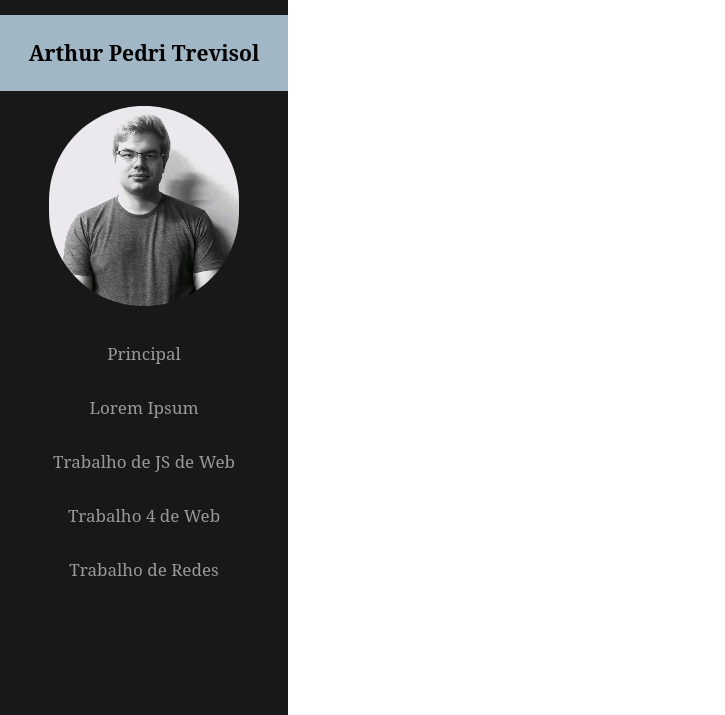 Arthur Pedri Trevisol
Principal
Lorem Ipsum
Trabalho de JS de Web
Trabalho 4 de Web
Trabalho de Redes